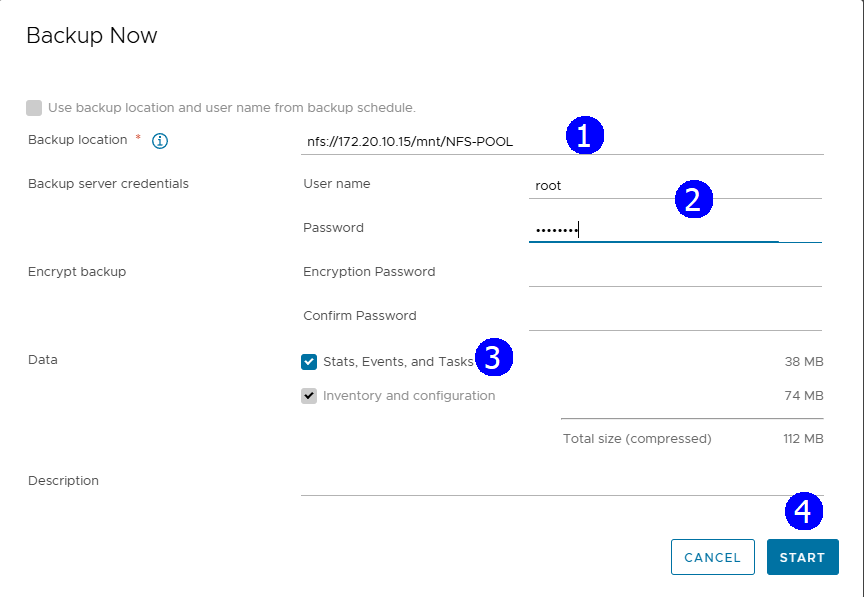 Backup Now
Use backup location and user name from backup schedule.
Backup location * nfs://172.20.10.15/mnt/NFS-POOL 1
Backup server credentials User name root 2
Password ••••••••
Encrypt backup Encryption Password
Confirm Password
Data Stats, Events, and Tasks 3 38 MB
Inventory and configuration 74 MB
Total size (compressed) 112 MB
Description
4
CANCEL START